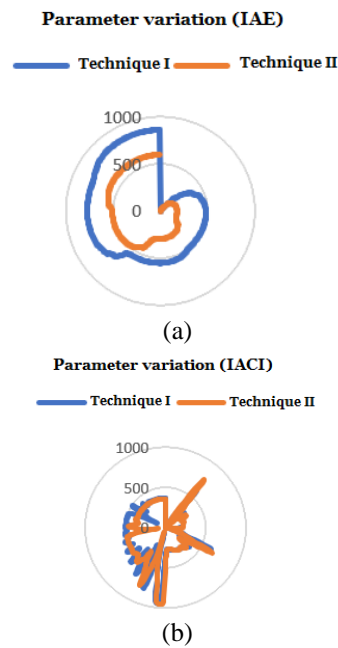 Parameter variation (IAE)
Technique I Technique II
1000
500
0
(a)
Parameter variation (IACI)
Technique I Technique II
1000
500
0
(b)